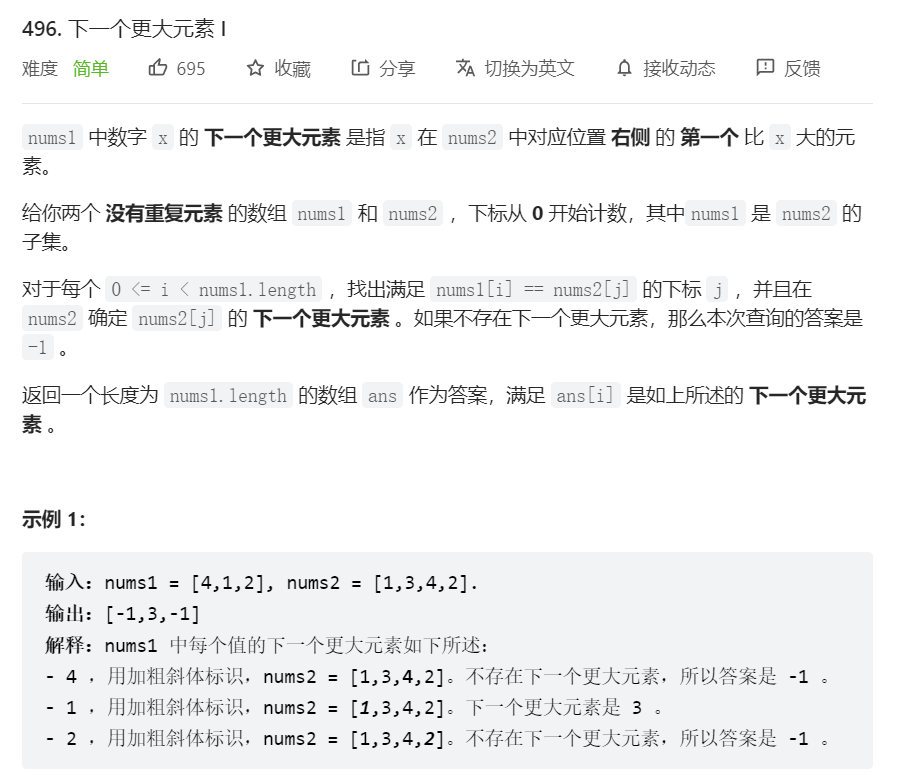 496. 下一个更大元素 I
难度 简单 695 收藏 分享 切换为英文 接收动态 反馈
nums1 中数字 x 的 下一个更大元素 是指 x 在 nums2 中对应位置 右侧 的 第一个 比 x 大的元
素。
给你两个 没有重复元素 的数组 nums1 和 nums2 ，下标从 0 开始计数，其中nums1 是 nums2 的
子集。
对于每个 0 <= i < nums1.length ，找出满足 nums1[i] == nums2[j] 的下标 j ，并且在
nums2 确定 nums2[j] 的 下一个更大元素 。如果不存在下一个更大元素，那么本次查询的答案是
-1 。
返回一个长度为 nums1.length 的数组 ans 作为答案，满足 ans[i] 是如上所述的 下一个更大元
素 。
示例 1：
输入：nums1 = [4,1,2], nums2 = [1,3,4,2].
输出：[-1,3,-1]
解释：nums1 中每个值的下一个更大元素如下所述：
- 4 ，用加粗斜体标识，nums2 = [1,3,4,2]。不存在下一个更大元素，所以答案是 -1 。
- 1 ，用加粗斜体标识，nums2 = [1,3,4,2]。下一个更大元素是 3 。
- 2 ，用加粗斜体标识，nums2 = [1,3,4,2]。不存在下一个更大元素，所以答案是 -1 。